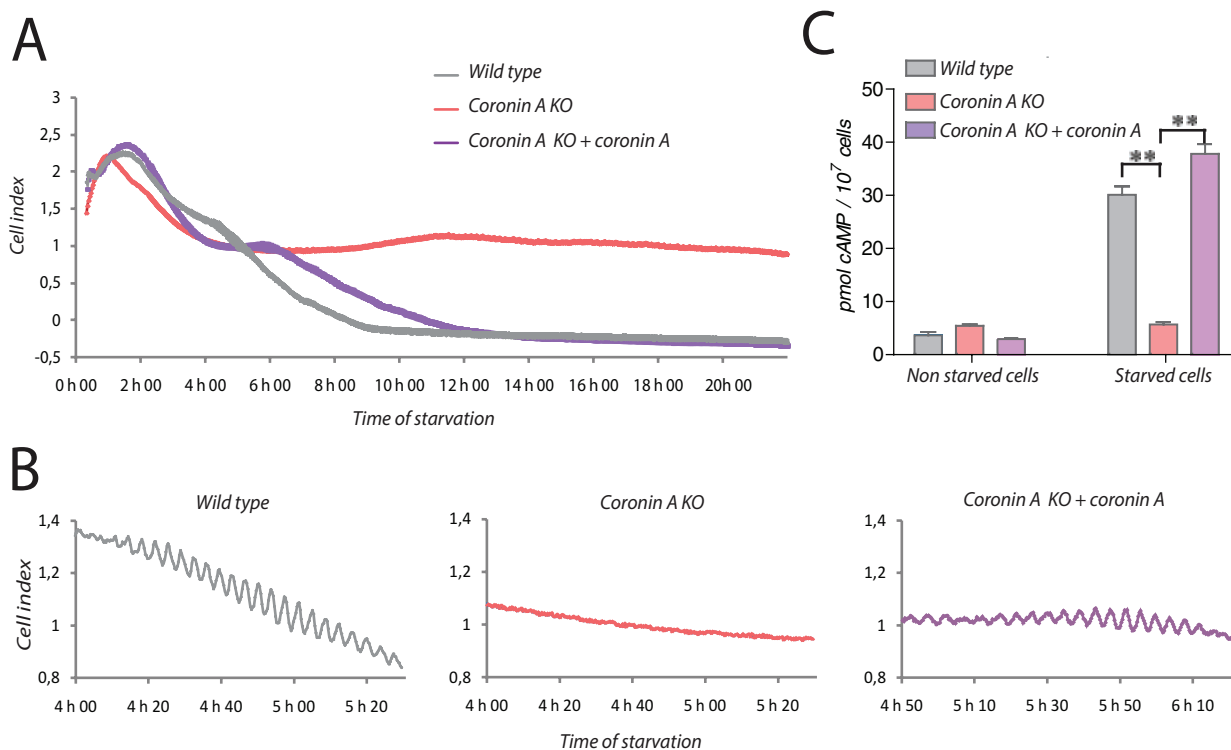 A
Wild type
Coronin A KO
Coronin A KO + coronin A
Cell index
3
2,5
2
1,5
1
0,5
0
-0,5
0 h 00 2 h 00 4 h 00 6 h 00 8 h 00 10 h 00 12 h 00 14 h 00 16 h 00 18 h 00 20h 00
Time of starvation
C
Wild type
Coronin A KO
Coronin A KO + coronin A
pmol cAMP / 10⁷ cells
50
40
30
20
10
0
** **
Non starved cells Starved cells
B
Wild type
Cell index
1,4
1,2
1
0,8
4 h 00 4 h 20 4 h 40 5 h 00 5 h 20
Coronin A KO
1,4
1,2
1
0,8
4 h 00 4 h 20 4 h 40 5 h 00 5 h 20
Coronin A KO + coronin A
1,4
1,2
1
0,8
4 h 50 5 h 10 5 h 30 5 h 50 6 h 10
Time of starvation